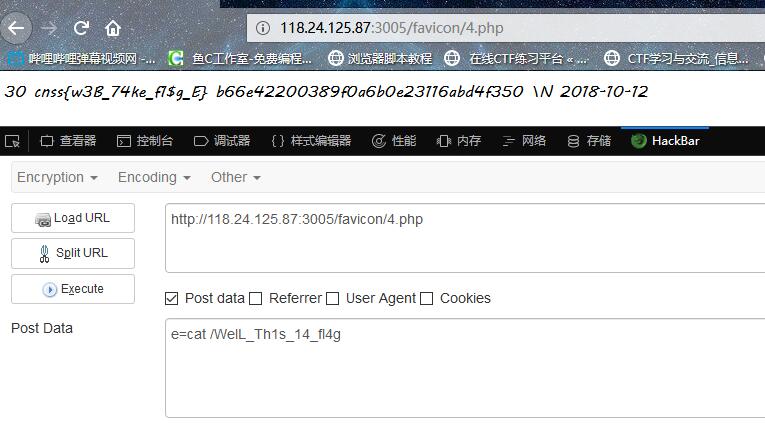 118.24.125.87:3005/favicon/4.php
哔哩哔哩弹幕视频网 -... 鱼C工作室-免费编程... 浏览器脚本教程 在线CTF练习平台 « ... CTF学习与交流_信息...
30 cnss{w3B_74ke_fl$g_E} b66e42200389f0a6b0e23116abd4f350 \N 2018-10-12
查看器 控制台 调试器 样式编辑器 性能 内存 网络 存储 HackBar
Encryption Encoding Other
Load URL
http://118.24.125.87:3005/favicon/4.php
Split URL
Execute
Post data Referrer User Agent Cookies
Post Data
e=cat /WelL_Th1s_14_fl4g